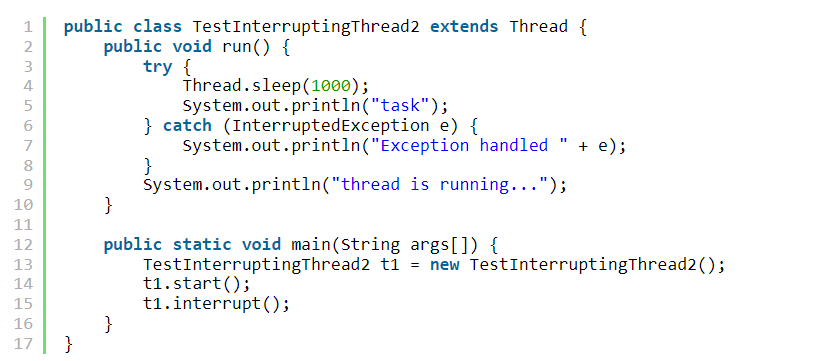 1 public class TestInterruptingThread2 extends Thread {
2     public void run() {
3         try {
4             Thread.sleep(1000);
5             System.out.println("task");
6         } catch (InterruptedException e) {
7             System.out.println("Exception handled " + e);
8         }
9         System.out.println("thread is running...");
10     }
11
12     public static void main(String args[]) {
13         TestInterruptingThread2 t1 = new TestInterruptingThread2();
14         t1.start();
15         t1.interrupt();
16     }
17 }